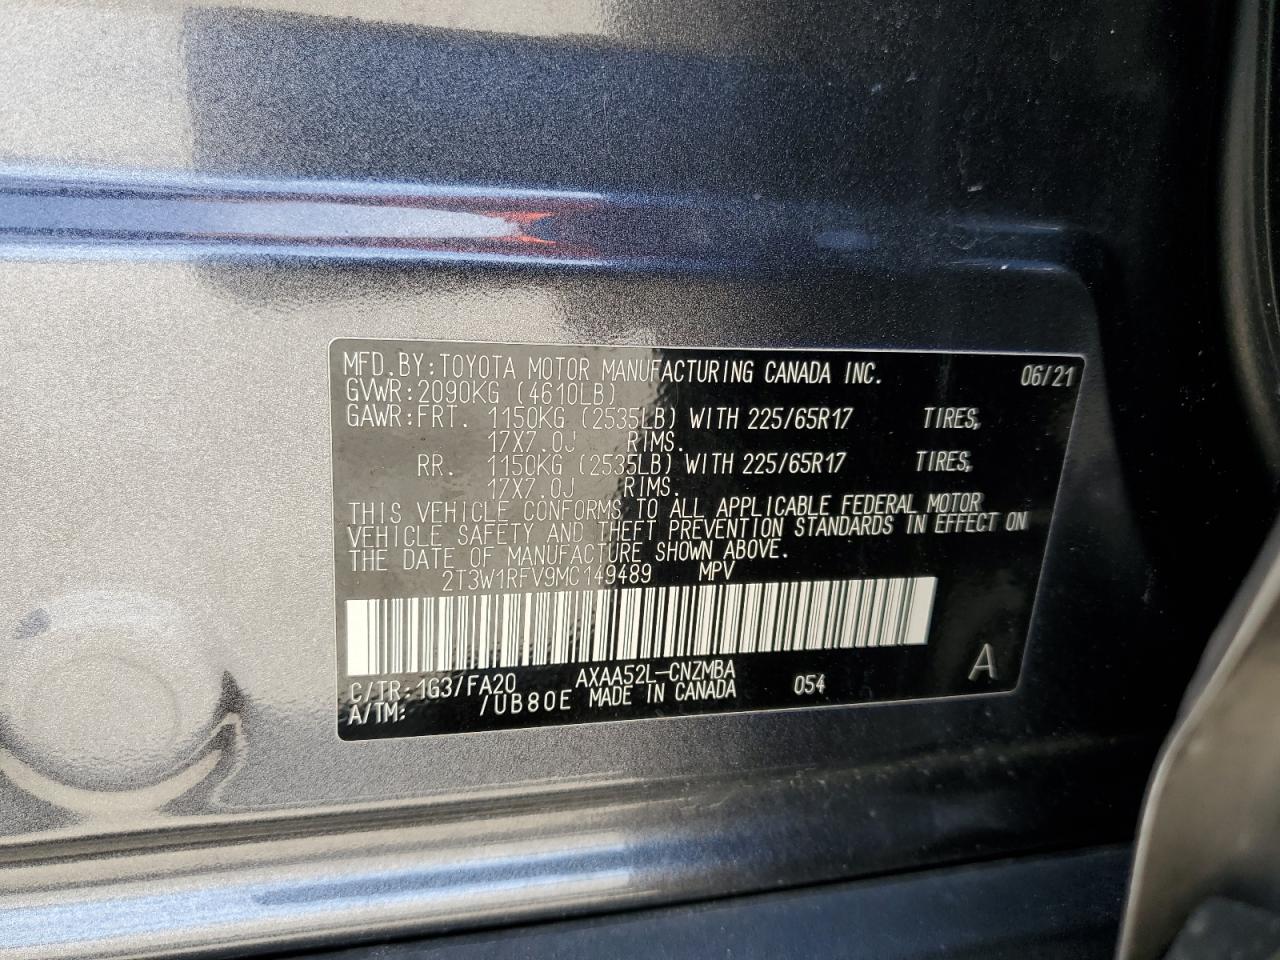 MFD.BY:TOYOTA MOTOR MANUFACTURING CANADA INC. 06/21
GVWR:2090KG (4610LB)
GAWR:FRT. 1150KG (2535LB) WITH 225/65R17 TIRES,
17X7.0J RIMS.
RR. 1150KG (2535LB) WITH 225/65R17 TIRES,
17X7.0J RIMS.
THIS VEHICLE CONFORMS TO ALL APPLICABLE FEDERAL MOTOR
VEHICLE SAFETY AND THEFT PREVENTION STANDARDS IN EFFECT ON
THE DATE OF MANUFACTURE SHOWN ABOVE.
2T3W1RFV9MC149489 MPV
C/TR:1G3/FA20 AXAA52L-CNZMBA 054 A
A/TM: /UB80E MADE IN CANADA